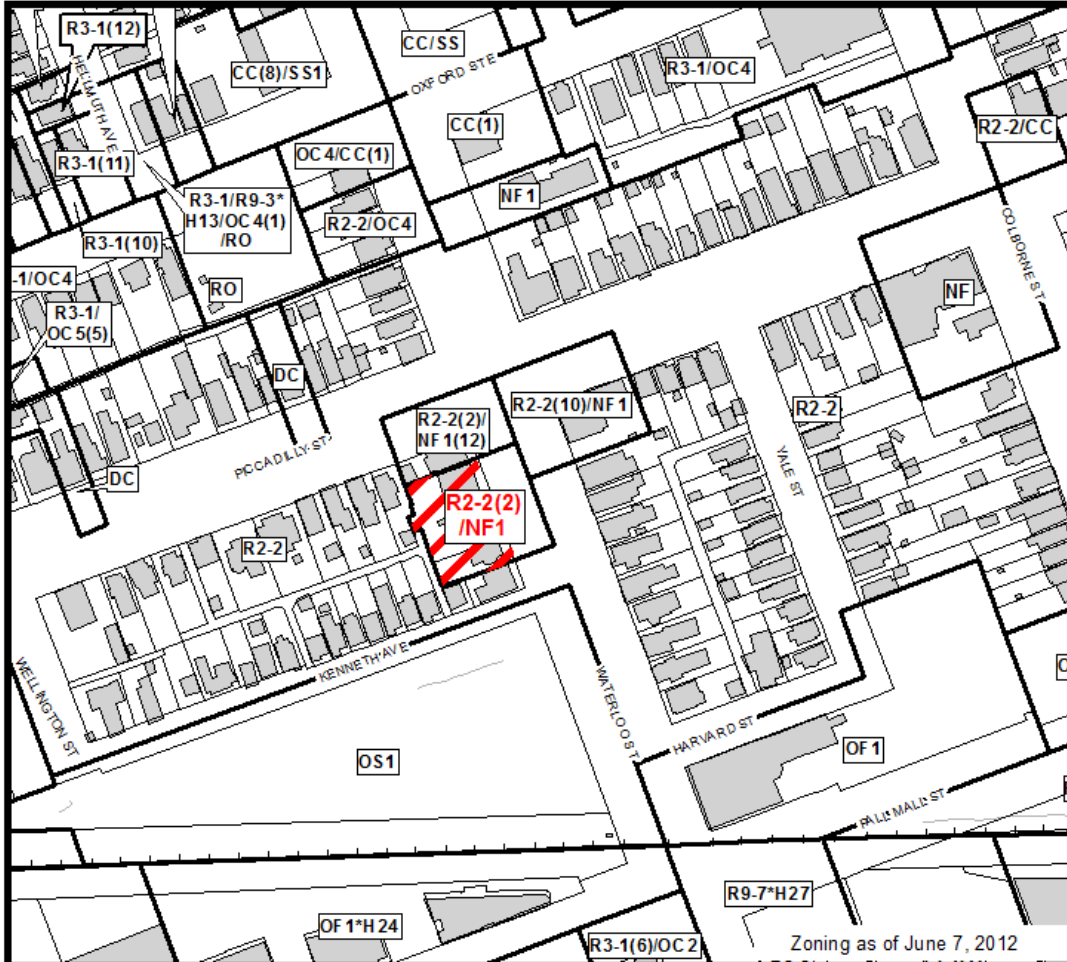 R3-1(12)
HELLMUTH AVE
CC(8)/SS1
CC/SS
OXFORD ST E
R3-1/OC4
CC(1)
R2-2/CC
R3-1(11)
OC4/CC(1)
R3-1/R9-3*
H13/OC4(1)
/RO
NF1
R2-2/OC4
R3-1(10)
COLBORNE ST
-1/OC4
RO
NF
R3-1/
OC5(5)
DC
R2-2(10)/NF1
R2-2
R2-2(2)/
NF1(12)
PICCADILLY ST
YALE ST
DC
R2-2(2)
/NF1
R2-2
KENNETH AVE
WELLINGTON ST
WATERLOO ST
HARVARD ST
OS1
OF1
PALL MALL ST
R9-7*H27
OF1*H24
R3-1(6)/OC2
Zoning as of June 7, 2012